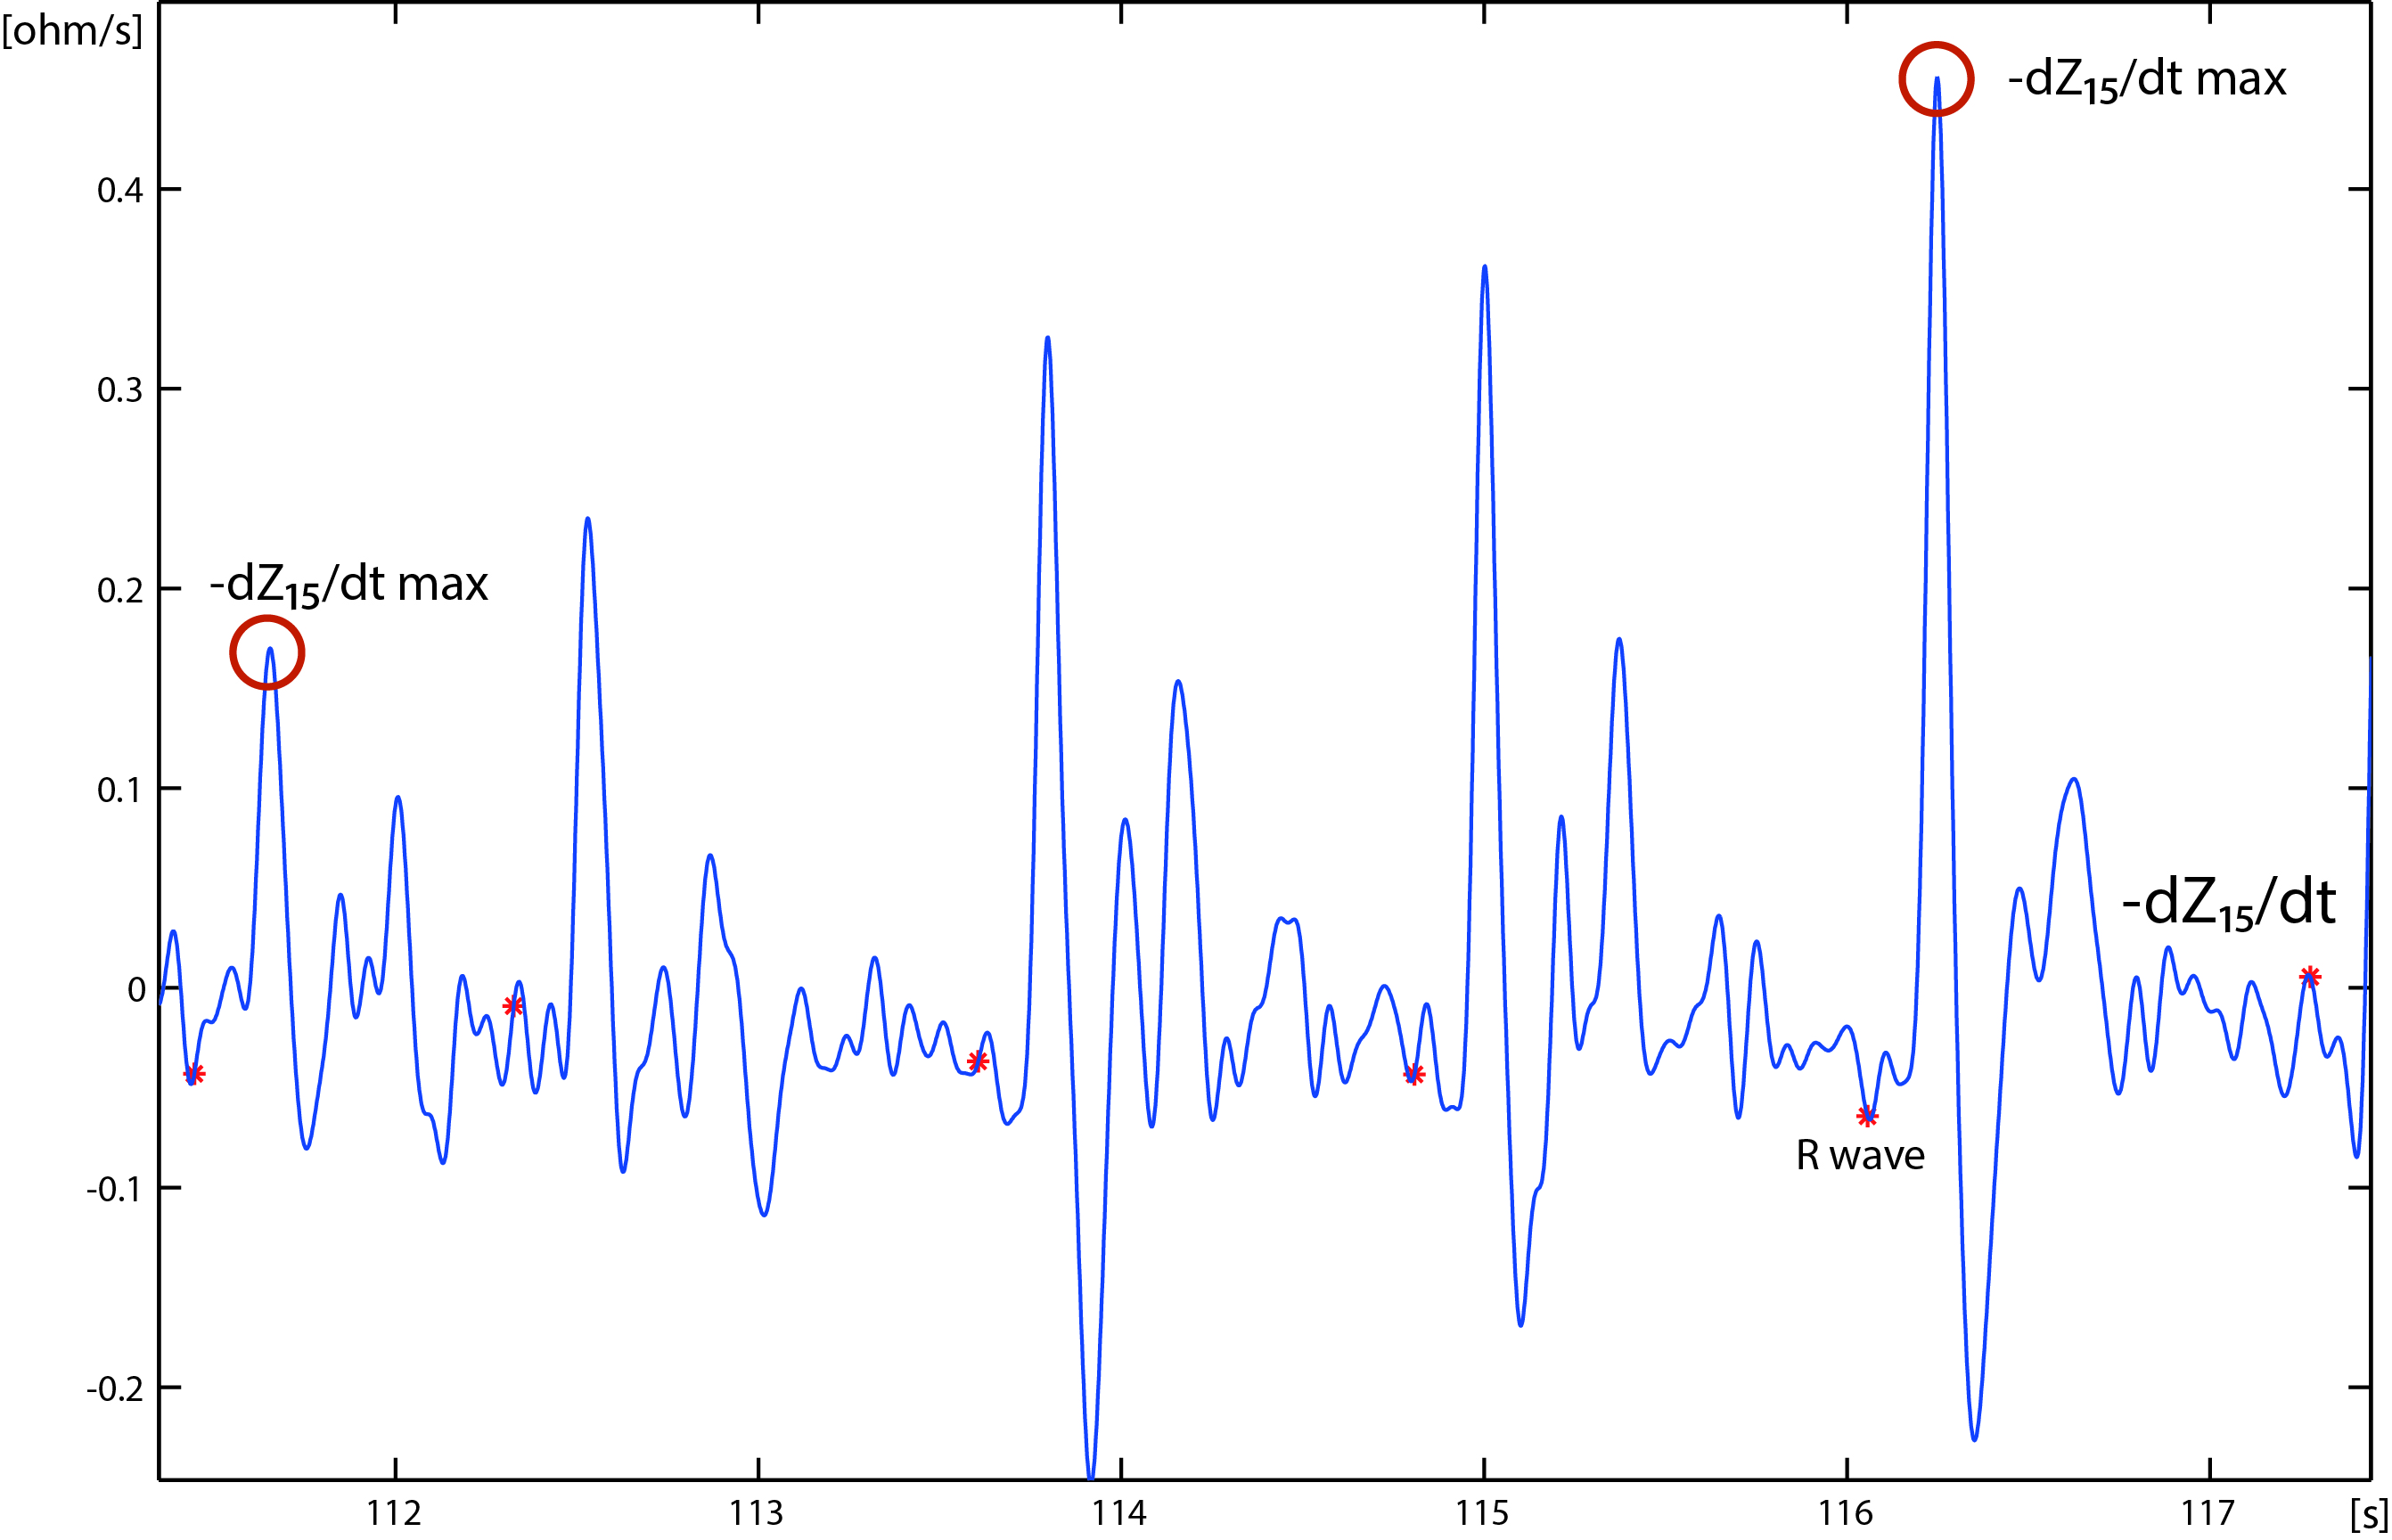 [ohm/s]
-dZ₁₅/dt max
0.4
0.3
0.2
-dZ₁₅/dt max
0.1
-dZ₁₅/dt
0
R wave
-0.1
-0.2
112 113 114 115 116 117 [s]